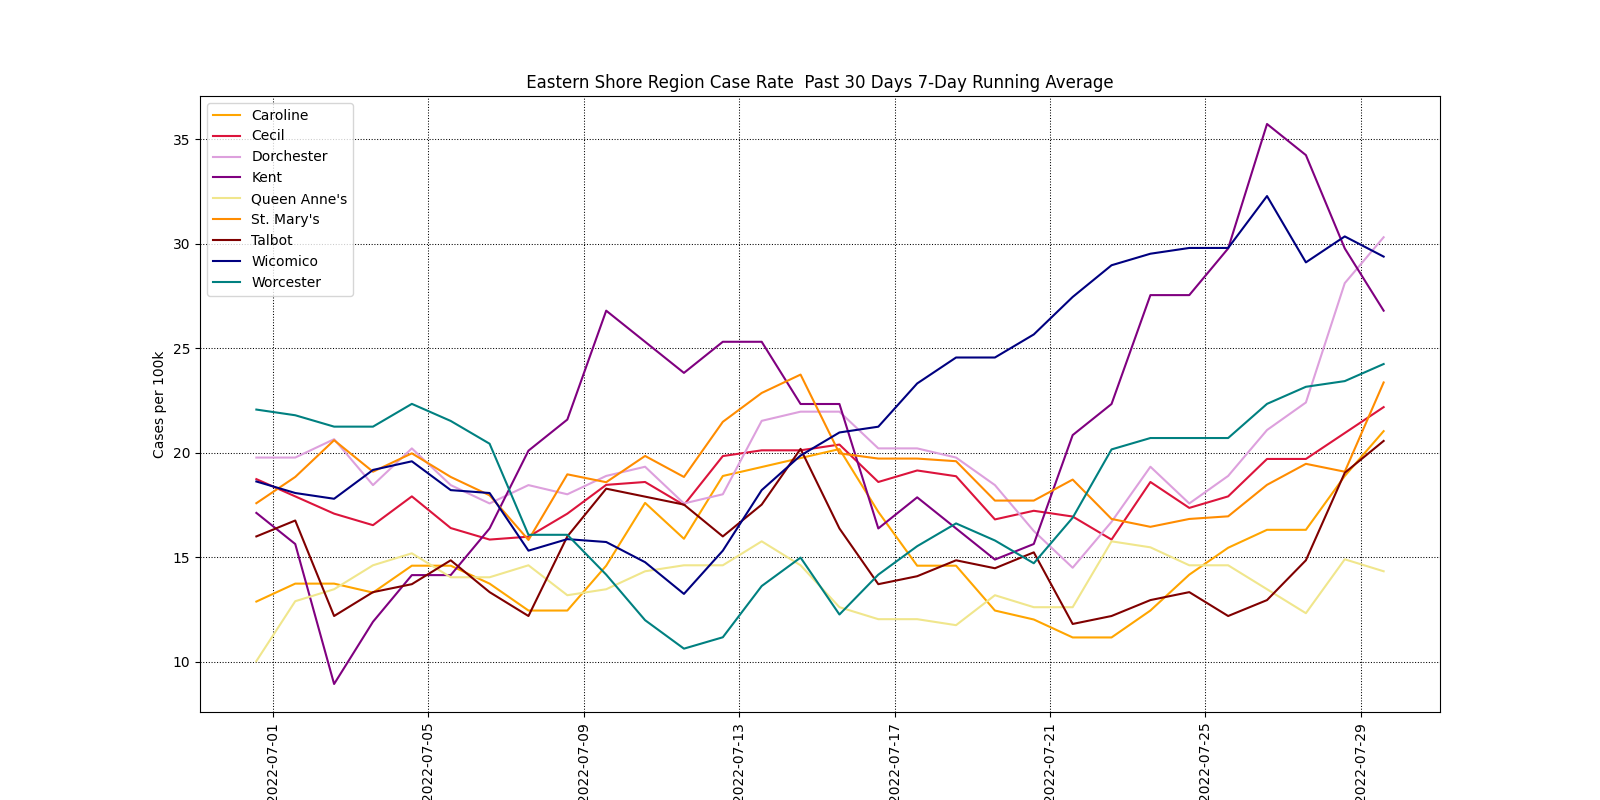 Eastern Shore Region Case Rate  Past 30 Days 7-Day Running Average
Caroline
Cecil
Dorchester
Kent
Queen Anne's
St. Mary's
Talbot
Wicomico
Worcester
Cases per 100k
35
30
25
20
15
10
2022-07-01
2022-07-05
2022-07-09
2022-07-13
2022-07-17
2022-07-21
2022-07-25
2022-07-29